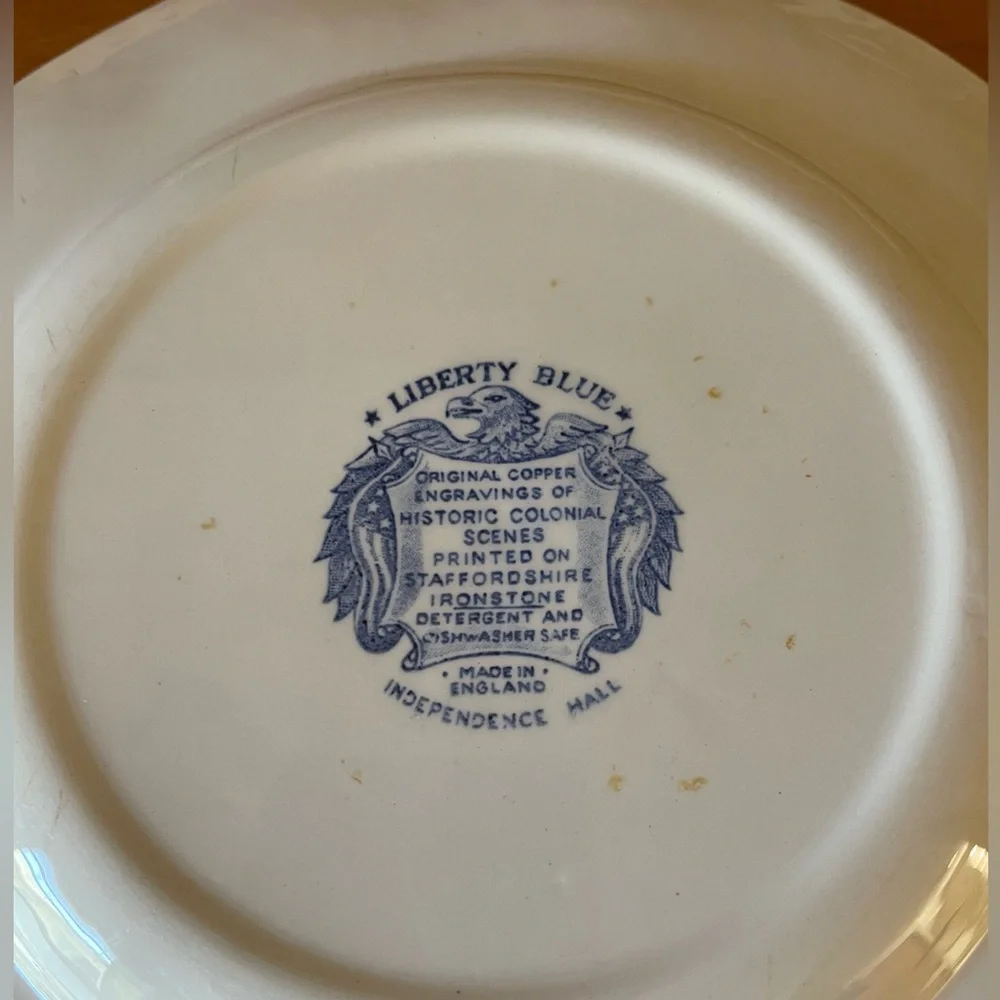 ★ LIBERTY BLUE ★
ORIGINAL COPPER
ENGRAVINGS OF
HISTORIC COLONIAL
SCENES
PRINTED ON
STAFFORDSHIRE
IRONSTONE
DETERGENT AND
DISHWASHER SAFE
• MADE IN •
ENGLAND
INDEPENDENCE HALL